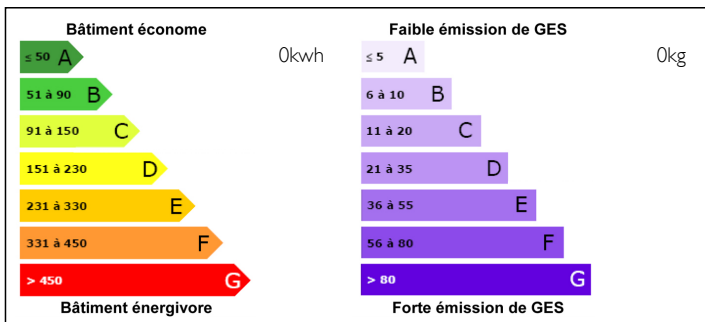 Bâtiment économe
≤ 50 A
0kwh
51 à 90 B
91 à 150 C
151 à 230 D
231 à 330 E
331 à 450 F
> 450 G
Bâtiment énergivore
Faible émission de GES
≤ 5 A
0kg
6 à 10 B
11 à 20 C
21 à 35 D
36 à 55 E
56 à 80 F
> 80 G
Forte émission de GES